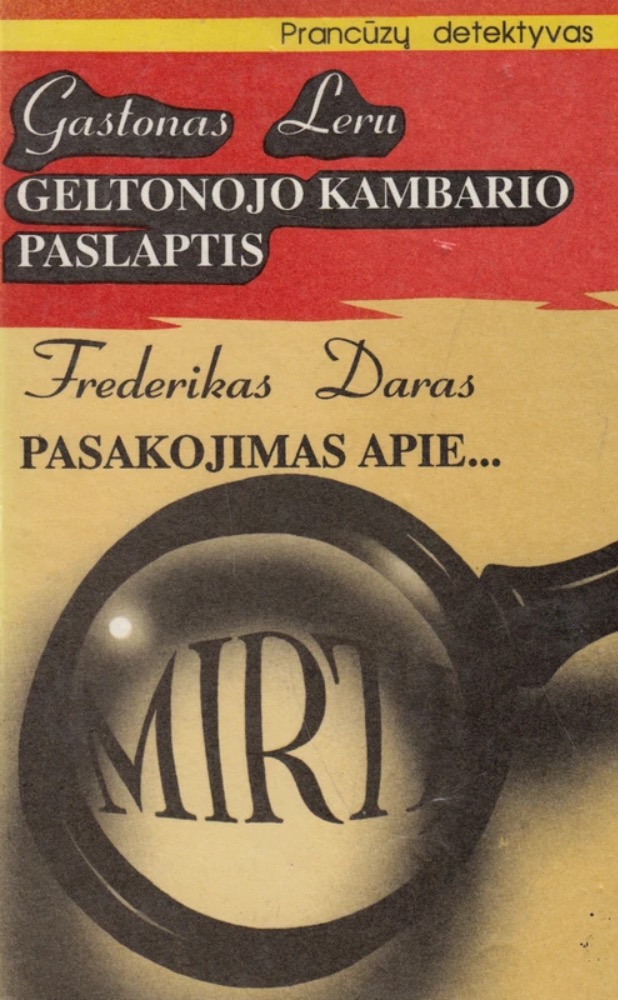 Prancūzų detektyvas
Gastonas Leru
GELTONOJO KAMBARIO
PASLAPTIS
Frederikas Daras
PASAKOJIMAS APIE...
MIRT